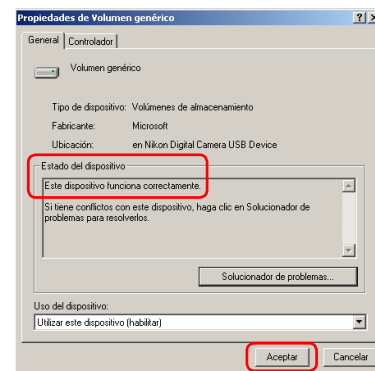 Propiedades de Volumen genérico
General Controlador
Volumen genérico
Tipo de dispositivo: Volúmenes de almacenamiento
Fabricante: Microsoft
Ubicación: en Nikon Digital Camera USB Device
Estado del dispositivo
Este dispositivo funciona correctamente.
Si tiene conflictos con este dispositivo, haga clic en Solucionador de
problemas para resolverlos.
Solucionador de problemas...
Uso del dispositivo:
Utilizar este dispositivo (habilitar)
Aceptar Cancelar